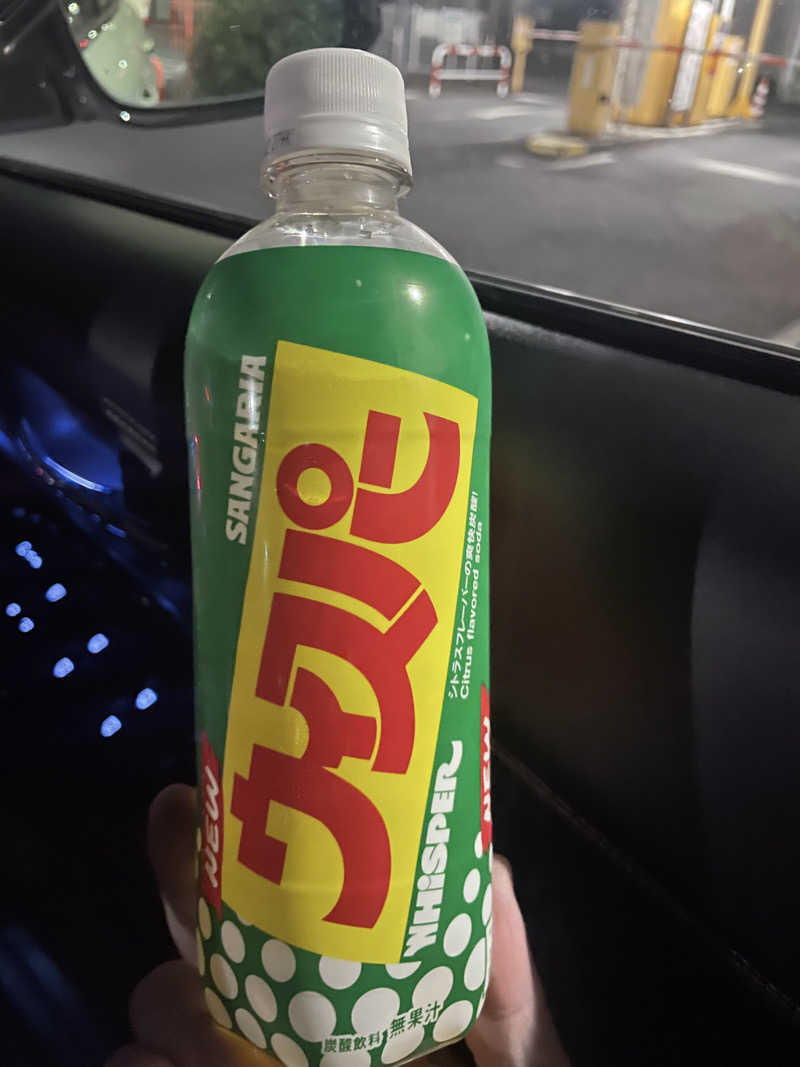 SANGARIA
ウィスパー
シトラスフレーバーの爽快炭酸!
Citrus flavored soda
WHiSPER
NEW
NEW
炭酸飲料 無果汁